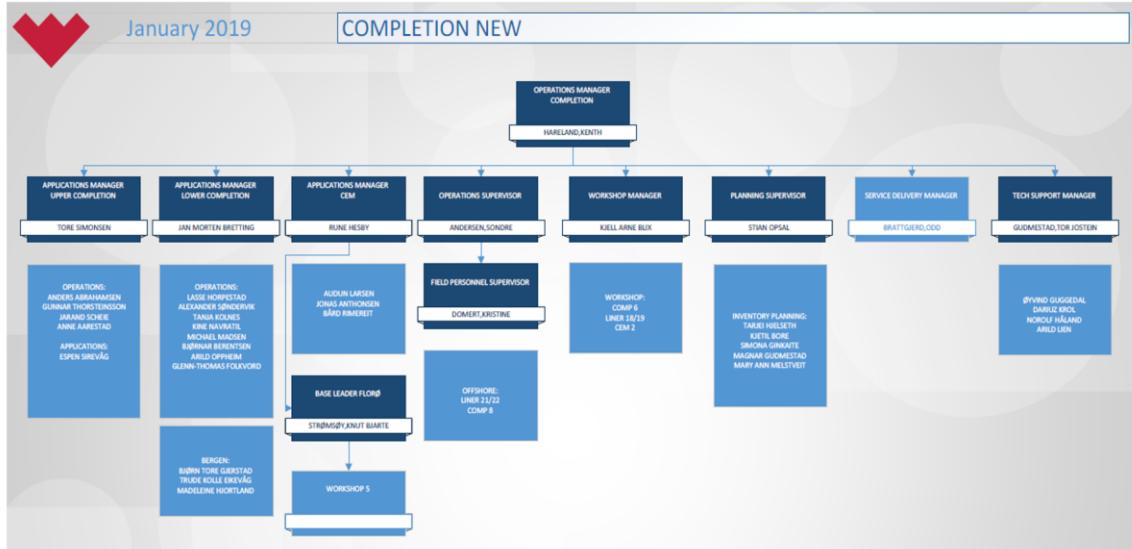 January 2019
COMPLETION NEW
OPERATIONS MANAGER
COMPLETION
HARELAND,KENTH
APPLICATIONS MANAGER
UPPER COMPLETION
TORE SIMONSEN
APPLICATIONS MANAGER
LOWER COMPLETION
JAN MORTEN BRETTING
APPLICATIONS MANAGER
CEM
RUNE HESBY
OPERATIONS SUPERVISOR
ANDERSEN,SONDRE
WORKSHOP MANAGER
KJELL ARNE BLIX
PLANNING SUPERVISOR
STIAN OPSAL
SERVICE DELIVERY MANAGER
BRATTGJERD,ODD
TECH SUPPORT MANAGER
GUDMESTAD,TOR JOSTEIN
OPERATIONS:
ANDERS ABRAHAMSEN
GUNNAR THORSTEINSSON
JARAND SCHEIE
ANNE AARESTAD
APPLICATIONS:
ESPEN SIREVÅG
OPERATIONS:
LASSE HORPESTAD
ALEXANDER SØNDERVIK
TANJA KOLNES
KINE NAVRATIL
MICHAEL MADSEN
BJØRNAR BERENTSEN
ARILD OPPHEIM
GLENN-THOMAS FOLKVORD
BERGEN:
BJØRN TORE GJERSTAD
TRUDE KOLLE EIKEVÅG
MADELEINE HJORTLAND
AUDUN LARSEN
JONAS ANTHONSEN
BÅRD RIMEREIT
BASE LEADER FLORØ
STRØMSØY,KNUT BJARTE
WORKSHOP 5
FIELD PERSONNEL SUPERVISOR
DOMERT,KRISTINE
OFFSHORE:
LINER 21/22
COMP 8
WORKSHOP:
COMP 6
LINER 18/19
CEM 2
INVENTORY PLANNING:
TARJEI HJELSETH
KJETIL BORE
SIMONA GINKAITE
MAGNAR GUDMESTAD
MARY ANN MELSTVEIT
ØYVIND GUGGEDAL
DARIUZ KROL
NOROLF HÅLAND
ARILD LIEN